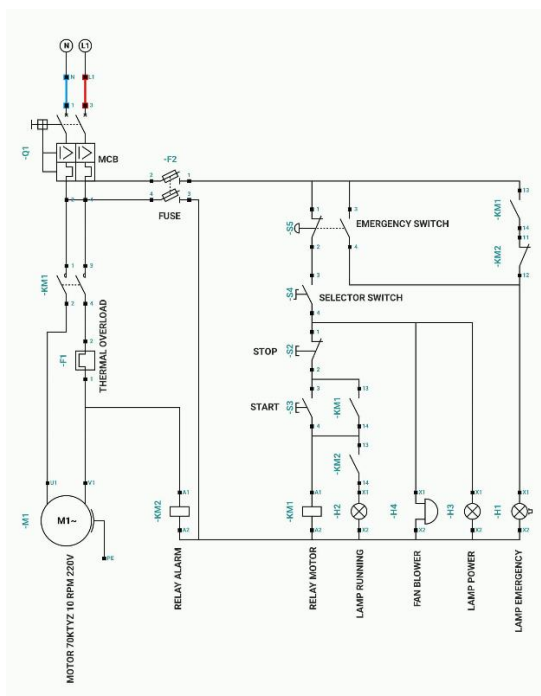 N L1
N L1
1 3
-Q1
MCB
2 4
-F2
2 1
4 3
FUSE
1 3
-KM1
2 4
2
-F1
1
THERMAL OVERLOAD
U1 V1
-M1
M1~
PE
MOTOR 70KTYZ 10 RPM 220V
A1
-KM2
A2
RELAY ALARM
1 3
-S5
EMERGENCY SWITCH
2 4
3
-S4
SELECTOR SWITCH
4
1
STOP
-S2
2
3
START
-S3
4
13
-KM1
14
13
-KM2
14
A1
-KM1
A2
RELAY MOTOR
X1
-H2
X2
LAMP RUNNING
X1
-H4
X2
FAN BLOWER
X1
-H3
X2
LAMP POWER
13
-KM1
14
11
-KM2
12
X1
-H1
X2
LAMP EMERGENCY